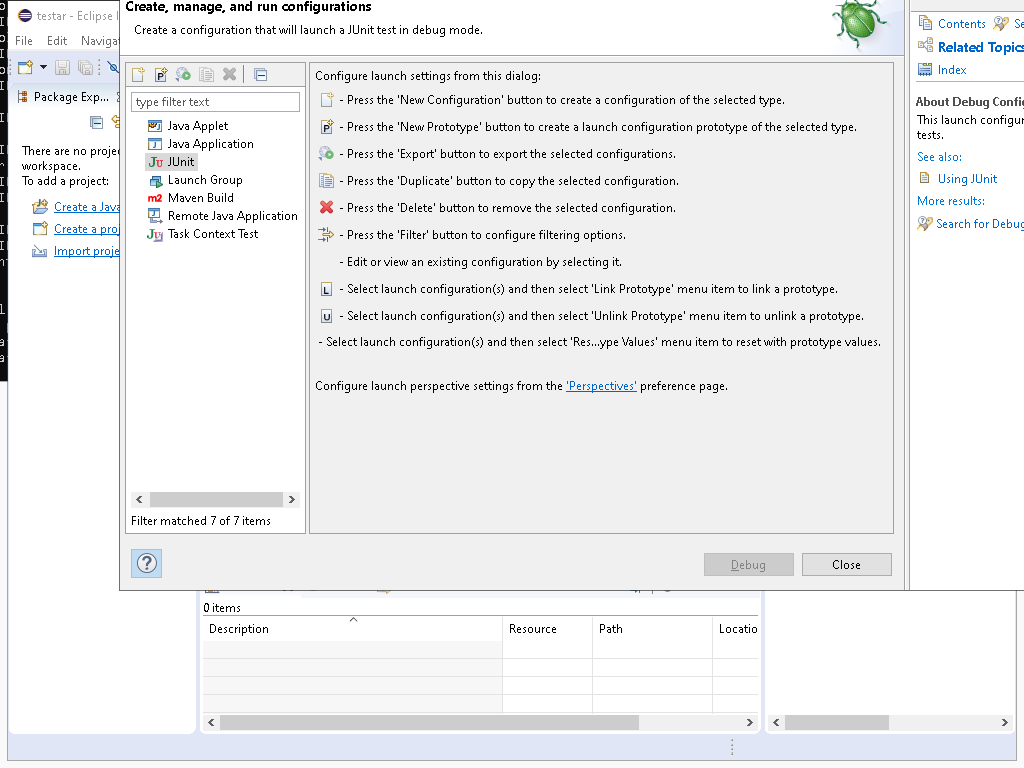 testar - Eclipse I
File Edit Navigat
Package Exp...
There are no projec
workspace.
To add a project:
Create a Java
Create a proj
Import proje
Create, manage, and run configurations
Create a configuration that will launch a JUnit test in debug mode.
type filter text
Java Applet
Java Application
JUnit
Launch Group
Maven Build
Remote Java Application
Task Context Test
Filter matched 7 of 7 items
Configure launch settings from this dialog:
- Press the 'New Configuration' button to create a configuration of the selected type.
- Press the 'New Prototype' button to create a launch configuration prototype of the selected type.
- Press the 'Export' button to export the selected configurations.
- Press the 'Duplicate' button to copy the selected configuration.
- Press the 'Delete' button to remove the selected configuration.
- Press the 'Filter' button to configure filtering options.
- Edit or view an existing configuration by selecting it.
- Select launch configuration(s) and then select 'Link Prototype' menu item to link a prototype.
- Select launch configuration(s) and then select 'Unlink Prototype' menu item to unlink a prototype.
- Select launch configuration(s) and then select 'Res...ype Values' menu item to reset with prototype values.
Configure launch perspective settings from the 'Perspectives' preference page.
Debug
Close
Contents Se
Related Topics
Index
About Debug Config
This launch configur
tests.
See also:
Using JUnit
More results:
Search for Debug
0 items
Description Resource Path Locatio